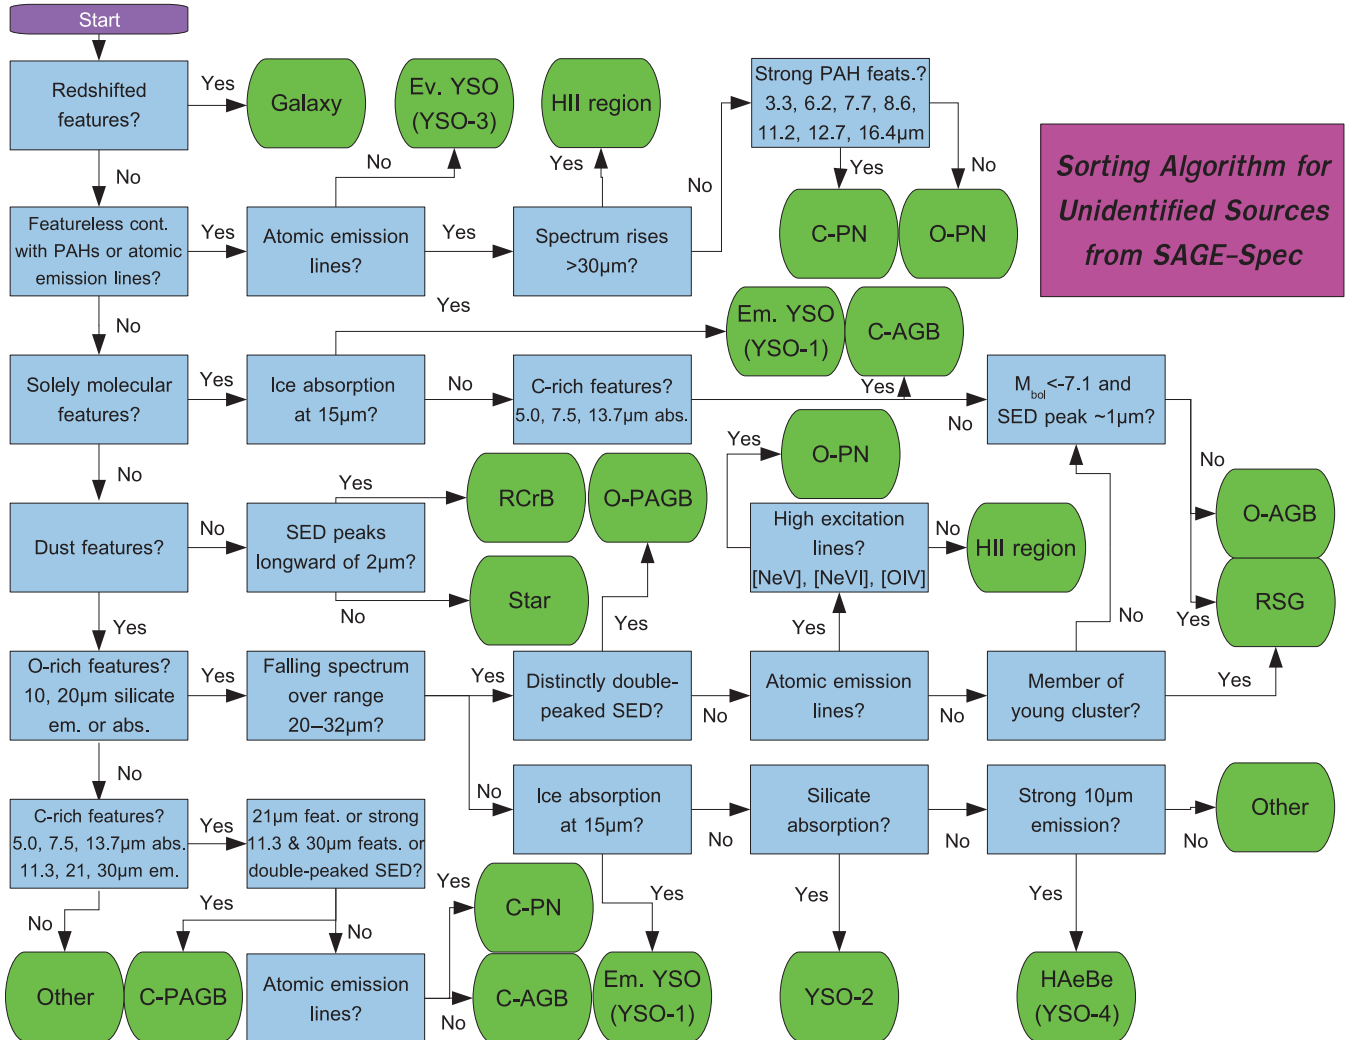 Start
Redshifted
features?
Yes
Galaxy
No
Ev. YSO
(YSO-3)
No
HII region
Yes
Strong PAH feats.?
3.3, 6.2, 7.7, 8.6,
11.2, 12.7, 16.4µm
Yes
No
C-PN
O-PN
No
Sorting Algorithm for
Unidentified Sources
from SAGE-Spec
Featureless cont.
with PAHs or atomic
emission lines?
Yes
Atomic emission
lines?
Yes
Spectrum rises
>30µm?
No
Yes
Em. YSO
(YSO-1)
C-AGB
Solely molecular
features?
Yes
Ice absorption
at 15µm?
No
C-rich features?
5.0, 7.5, 13.7µm abs.
Yes
No
Mbol<-7.1 and
SED peak ~1µm?
No
Yes
O-AGB
RSG
No
Dust features?
No
SED peaks
longward of 2µm?
Yes
RCrB
No
Star
O-PAGB
Yes
Yes
O-PN
High excitation
lines?
[NeV], [NeVI], [OIV]
No
HII region
Yes
No
Yes
O-rich features?
10, 20µm silicate
em. or abs.
Yes
Falling spectrum
over range
20–32µm?
Yes
Distinctly double-
peaked SED?
No
Atomic emission
lines?
No
Member of
young cluster?
Yes
No
No
C-rich features?
5.0, 7.5, 13.7µm abs.
11.3, 21, 30µm em.
Yes
21µm feat. or strong
11.3 & 30µm feats. or
double-peaked SED?
Ice absorption
at 15µm?
No
Silicate
absorption?
No
Strong 10µm
emission?
No
Other
No
Other
Yes
C-PAGB
No
Atomic emission
lines?
Yes
C-PN
No
C-AGB
Yes
Em. YSO
(YSO-1)
Yes
YSO-2
Yes
HAeBe
(YSO-4)